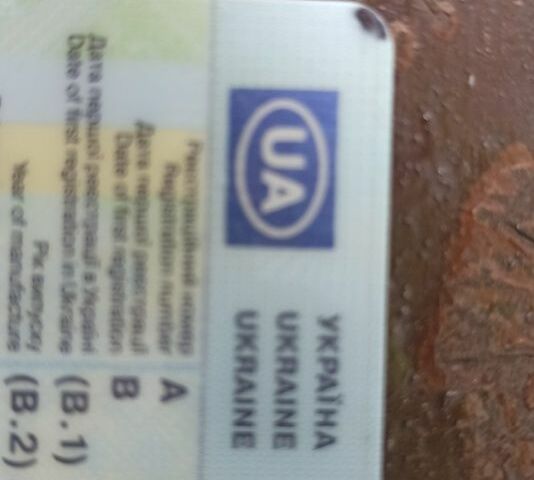 UA
УКРАЇНА
UKRAINE
UKRAINE
Реєстраційний номер A
Registration number
Дата першої реєстрації B
Date of first registration
Дата першої реєстрації в Україні (B.1)
Date of first registration in Ukraine
Рік випуску (B.2)
Year of manufacture